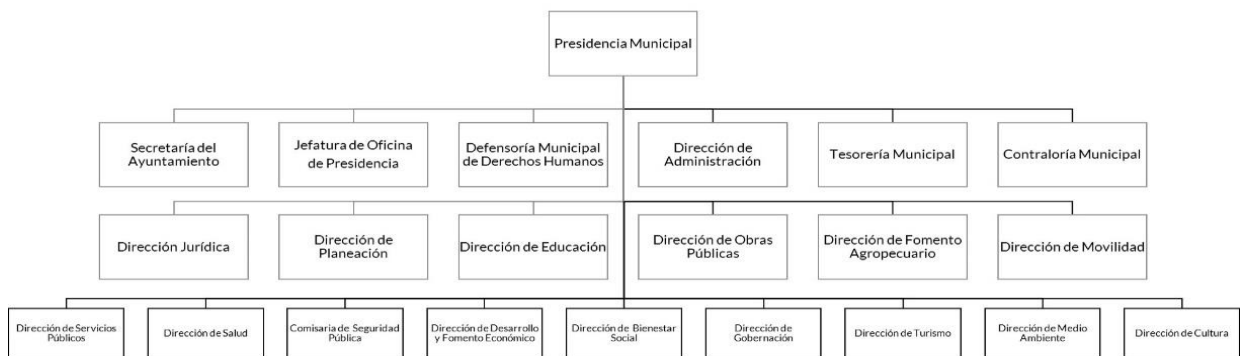 Presidencia Municipal
Secretaría del
Ayuntamiento
Jefatura de Oficina
de Presidencia
Defensoría Municipal
de Derechos Humanos
Dirección de
Administración
Tesorería Municipal
Contraloría Municipal
Dirección Jurídica
Dirección de
Planeación
Dirección de Educación
Dirección de Obras
Públicas
Dirección de Fomento
Agropecuario
Dirección de Movilidad
Dirección de Servicios
Públicos
Dirección de Salud
Comisaria de Seguridad
Pública
Dirección de Desarrollo
y Fomento Económico
Dirección de Bienestar
Social
Dirección de
Gobernación
Dirección de Turismo
Dirección de Medio
Ambiente
Dirección de Cultura